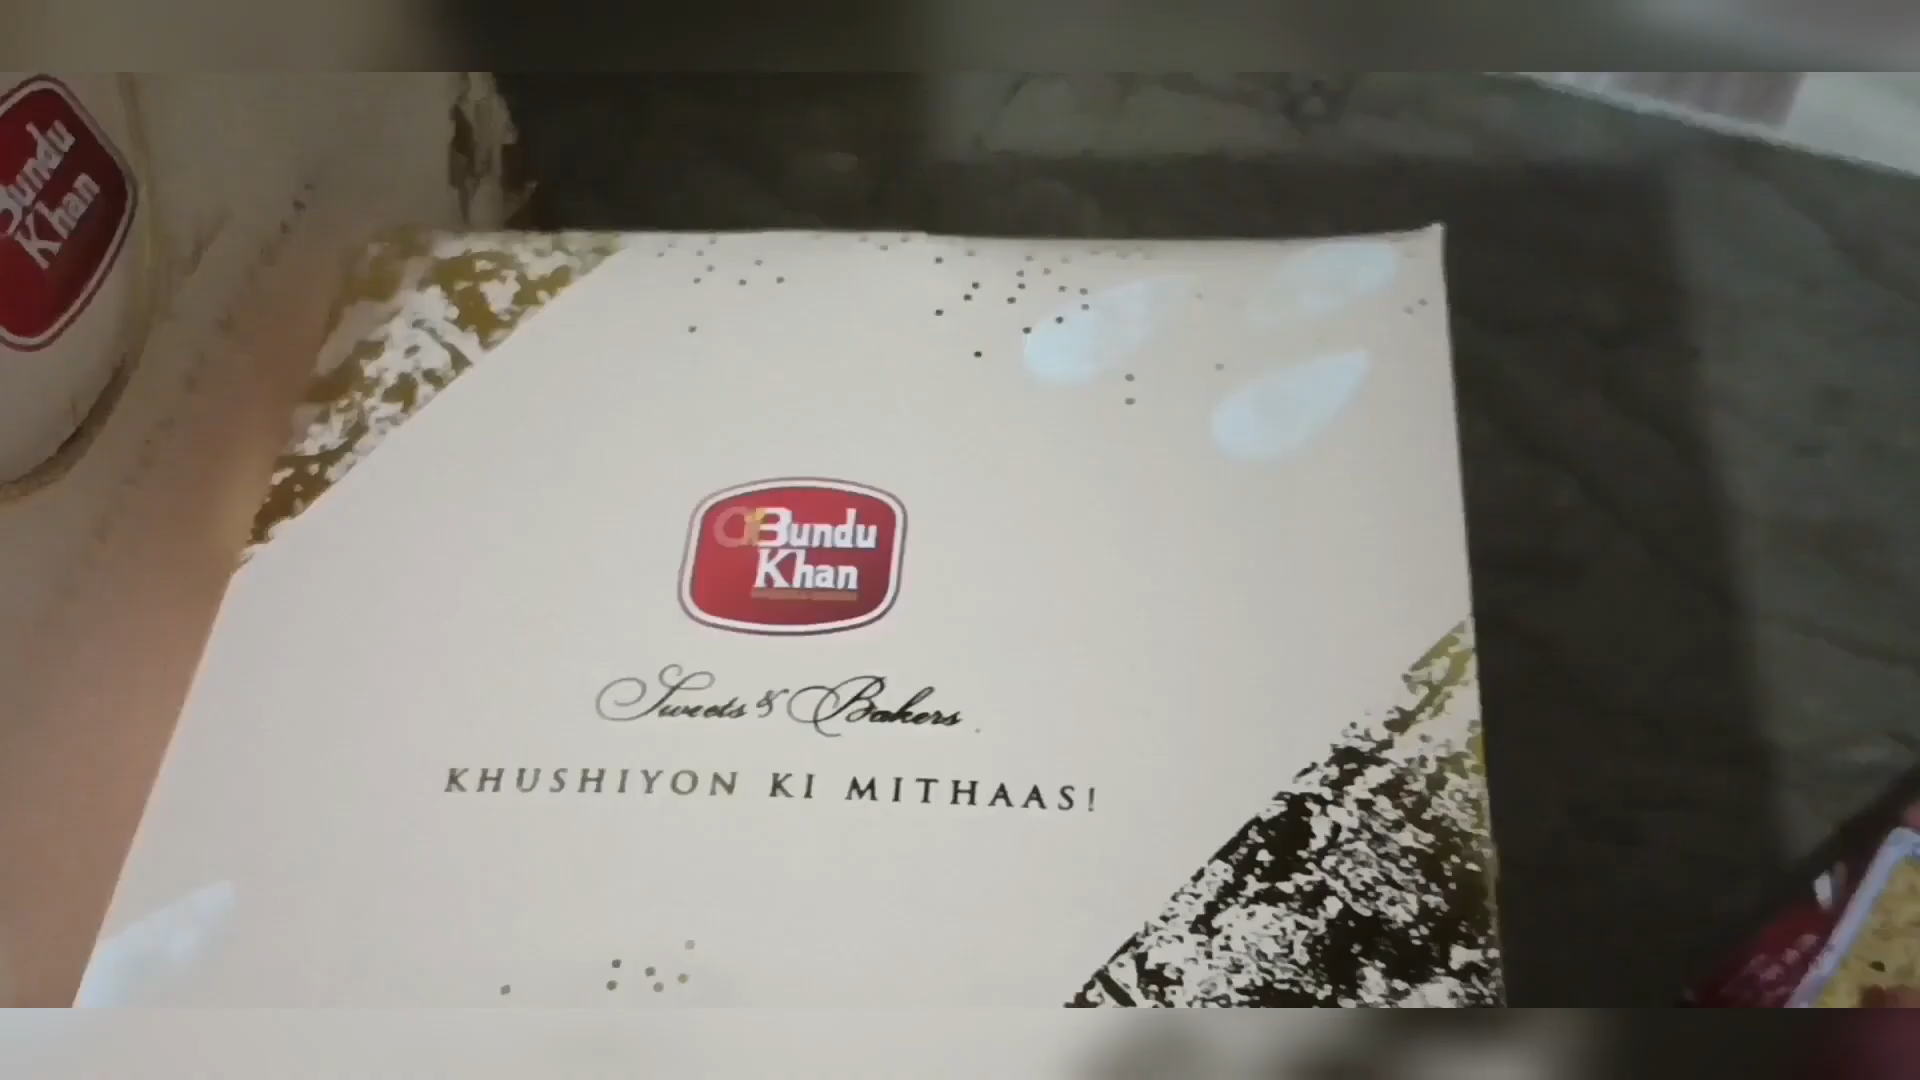 Bundu
Khan
Bundu
Khan
Sweets & Bakers
KHUSHIYON KI MITHAAS!